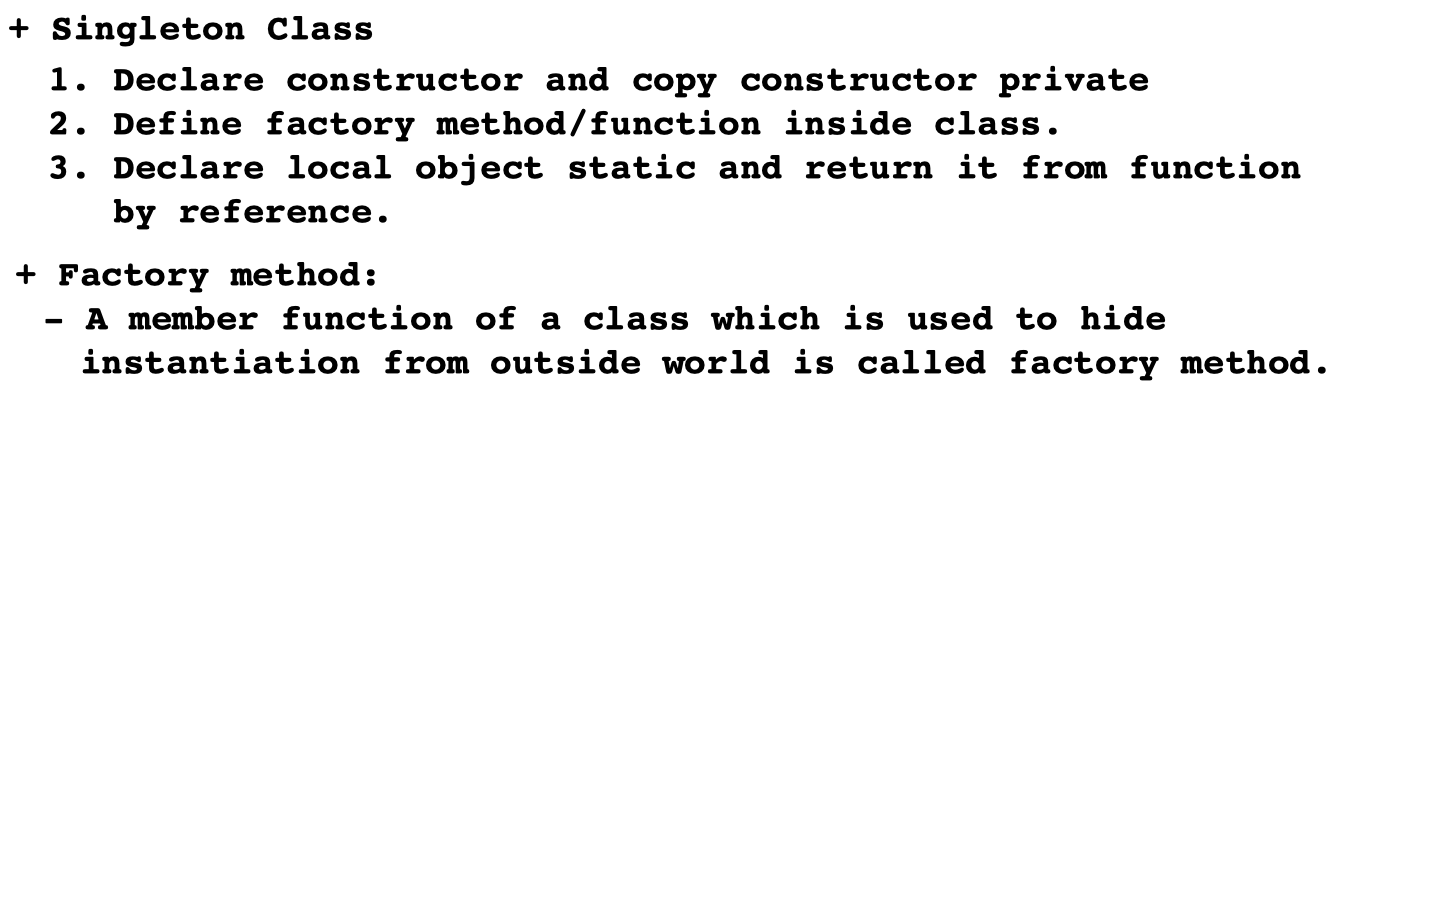 + Singleton Class
1. Declare constructor and copy constructor private
2. Define factory method/function inside class.
3. Declare local object static and return it from function
by reference.
+ Factory method:
- A member function of a class which is used to hide
instantiation from outside world is called factory method.